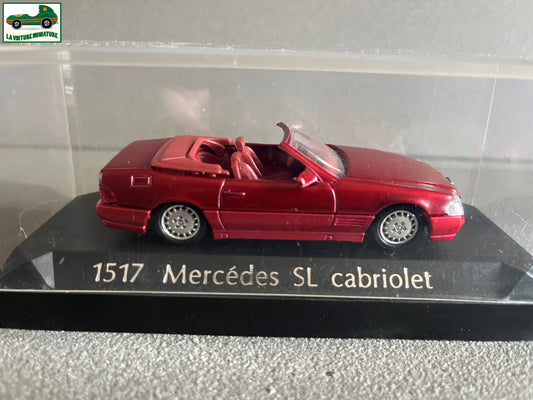 LA VOITURE MINIATURE
1517 Mercédes SL cabriolet